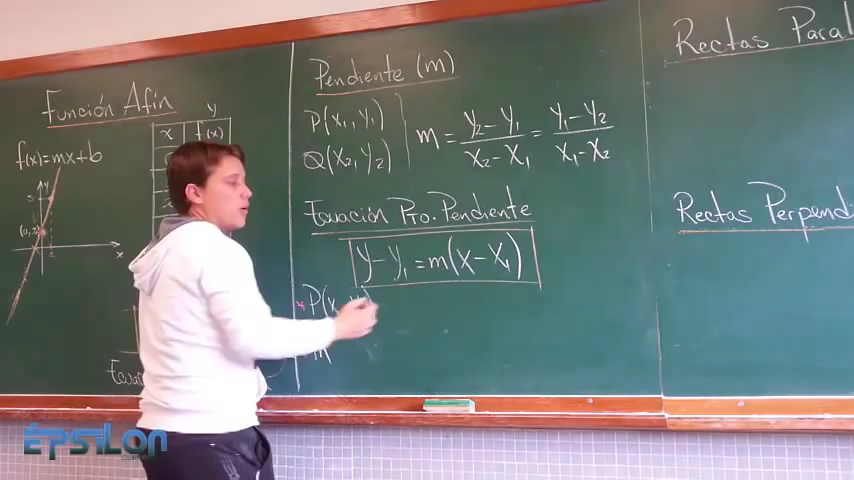 Función Afín
f(x)=mx+b
y
x f(x)
y
x
Pendiente (m)
P(x₁, y₁)
Q(x₂, y₂)
m = y₂-y₁/x₂-x₁ = y₁-y₂/x₁-x₂
Ecuación Pto. Pendiente
y-y₁=m(x-x₁)
P(x
m
Rectas Paral
Rectas Perpendi
ÉPSILON